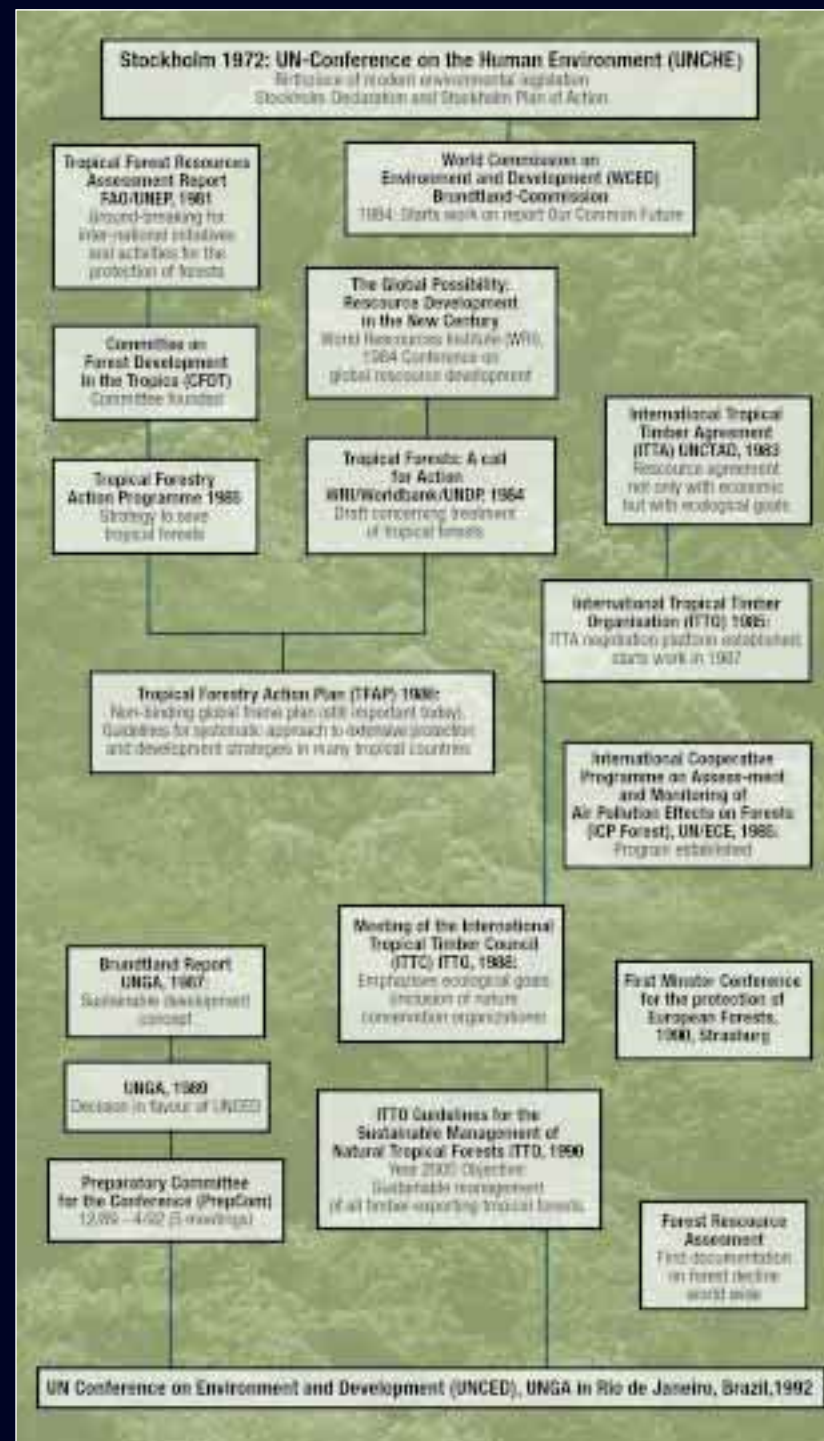 Stockholm 1972: UN-Conference on the Human Environment (UNCHE)
Birthplace of modern environmental legislation
Stockholm Declaration and Stockholm Plan of Action
Tropical Forest Resources
Assessment Report
FAO/UNEP, 1981
Ground-breaking for
inter-national initiatives
and activities for the
protection of forests
World Commission on
Environment and Development (WCED)
Brundtland-Commission
1984: Starts work on report Our Common Future
The Global Possibility:
Rescource Development
in the New Century
World Resources Institute (WRI),
1984 Conference on
global rescource development
Committee on
Forest Development
in the Tropics (CFDT)
Committee founded
International Tropical
Timber Agreement
(ITTA) UNCTAD, 1983
Rescource agreement
not only with economic
but with ecological goals
Tropical Forestry
Action Programme 1985
Strategy to save
tropical forests
Tropical Forests: A call
for Action
WRI/Worldbank/UNDP, 1984
Draft concerning treatment
of tropical forests
International Tropical Timber
Organisation (ITTO) 1985:
ITTA negotiation platform established,
starts work in 1987
Tropical Forestry Action Plan (TFAP) 1986:
Non-binding global frame plan (still important today),
Guidelines for systematic approach to extensive protection
and development strategies in many tropical countries
International Cooperative
Programme on Assess-ment
and Monitoring of
Air Pollution Effects on Forests
(ICP Forest), UN/ECE, 1985:
Program established
Meeting of the International
Tropical Timber Council
(ITTC) ITTO, 1988:
Emphasises ecological goals
(inclusion of nature
conservation organizations)
Brundtland Report
UNGA, 1987
Sustainable development
concept
First Minister Conference
for the protection of
European Forests,
1990, Strasburg
UNGA, 1989
Decision in favour of UNCED
ITTO Guidelines for the
Sustainable Management of
Natural Tropical Forests ITTO, 1990
Year 2000 Objective
Sustainable management
of all timber-exporting tropical forests
Preparatory Committee
for the Conference (PrepCom)
12/89 – 4/92 (5 meetings)
Forest Rescource
Assesment
First documentation
on forest decline
world wide
UN Conference on Environment and Development (UNCED), UNGA in Rio de Janeiro, Brazil,1992